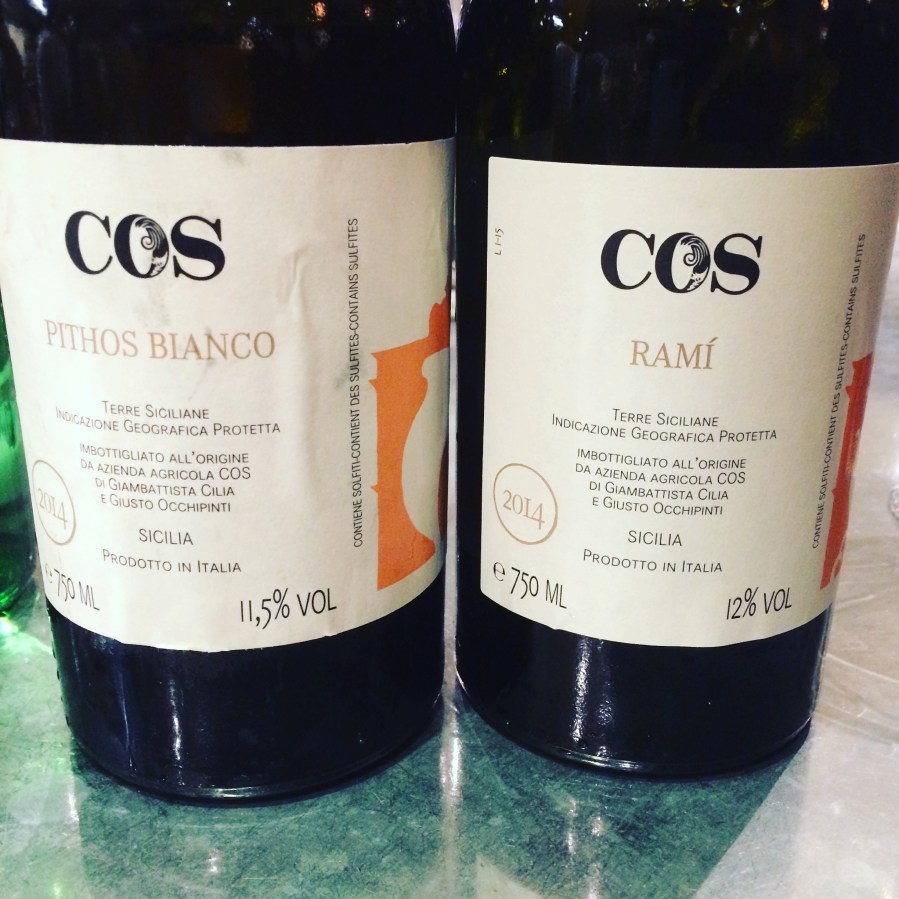 COS
PITHOS BIANCO
TERRE SICILIANE
INDICAZIONE GEOGRAFICA PROTETTA
IMBOTTIGLIATO ALL'ORIGINE
DA AZIENDA AGRICOLA COS
DI GIAMBATTISTA CILIA
E GIUSTO OCCHIPINTI
2014
SICILIA
PRODOTTO IN ITALIA
e 750 ML
11,5% VOL
CONTIENE SOLFITI-CONTIENT DES SULFITES-CONTAINS SULFITES
L 1-15
COS
RAMÍ
TERRE SICILIANE
INDICAZIONE GEOGRAFICA PROTETTA
IMBOTTIGLIATO ALL'ORIGINE
DA AZIENDA AGRICOLA COS
DI GIAMBATTISTA CILIA
E GIUSTO OCCHIPINTI
2014
SICILIA
PRODOTTO IN ITALIA
e 750 ML
12% VOL
CONTIENE SOLFITI-CONTIENT DES SULFITES-CONTAINS SULFITES